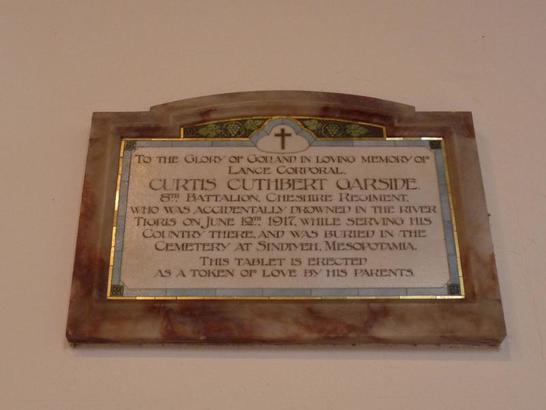 To the Glory of God and in loving memory of
Lance Corporal.
CURTIS CUTHBERT GARSIDE.
8TH Battalion, Cheshire Regiment,
who was accidentally drowned in the River
Tigris on June 12TH 1917, while serving his
Country there, and was buried in the
Cemetery at Sindiyeh, Mesopotamia.
This tablet is erected
as a token of love by his parents.